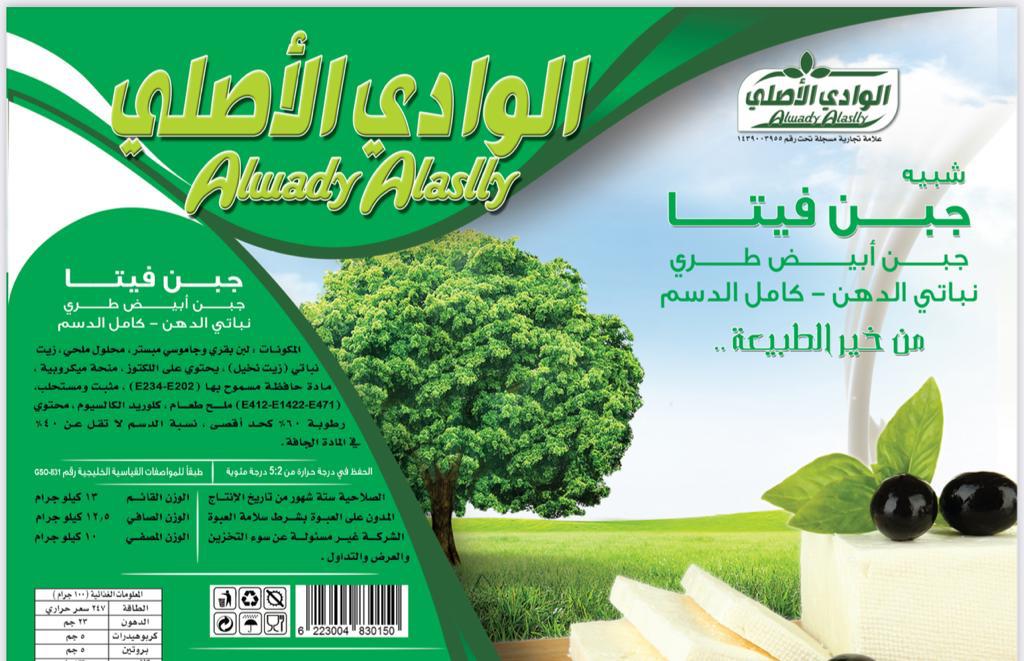 الوادي الأصلي
Alwady Alaslly
الوادي الأصلي
Alwady Alaslly
علامة تجارية مسجلة تحت رقم ١٤٣٩٠٠٣٩٥٥
شبيه
جبن فيتا
جبن أبيض طري
نباتي الدهن - كامل الدسم
من خير الطبيعة ..
جبن فيتا
جبن أبيض طري
نباتي الدهن - كامل الدسم
المكونات : لبن بقري وجاموسي مبستر ، محلول ملحي ، زيت
نباتي (زيت نخيل) ، يحتوي على اللكتوز ، منحة ميكروبية ،
مادة حافظة مسموح بها (E234-E202) ، مثبت ومستحلب،
(E412-E1422-E471) ملح طعام ، كلوريد الكالسيوم ، محتوي
رطوبة ٦٠٪ كحد أقصى ، نسبة الدسم لا تقل عن ٤٠٪
في المادة الجافة .
الحفظ في درجة حرارة من 5:2 درجة مئوية
طبقاً للمواصفات القياسية الخليجية رقم GSO-831
الصلاحية ستة شهور من تاريخ الإنتاج
المدون على العبوة بشرط سلامة العبوة
الشركة غير مسئولة عن سوء التخزين
والعرض والتداول .
الوزن القائم ١٣ كيلو جرام
الوزن الصافي ١٢,٥ كيلو جرام
الوزن المصفي ١٠ كيلو جرام
المعلومات الغذائية (١٠٠ جرام)
الطاقة ٢٤٧ سعر حراري
الدهون ٢٣ جم
كربوهيدرات ٥ جم
بروتين ٥ جم
6 223004 830150